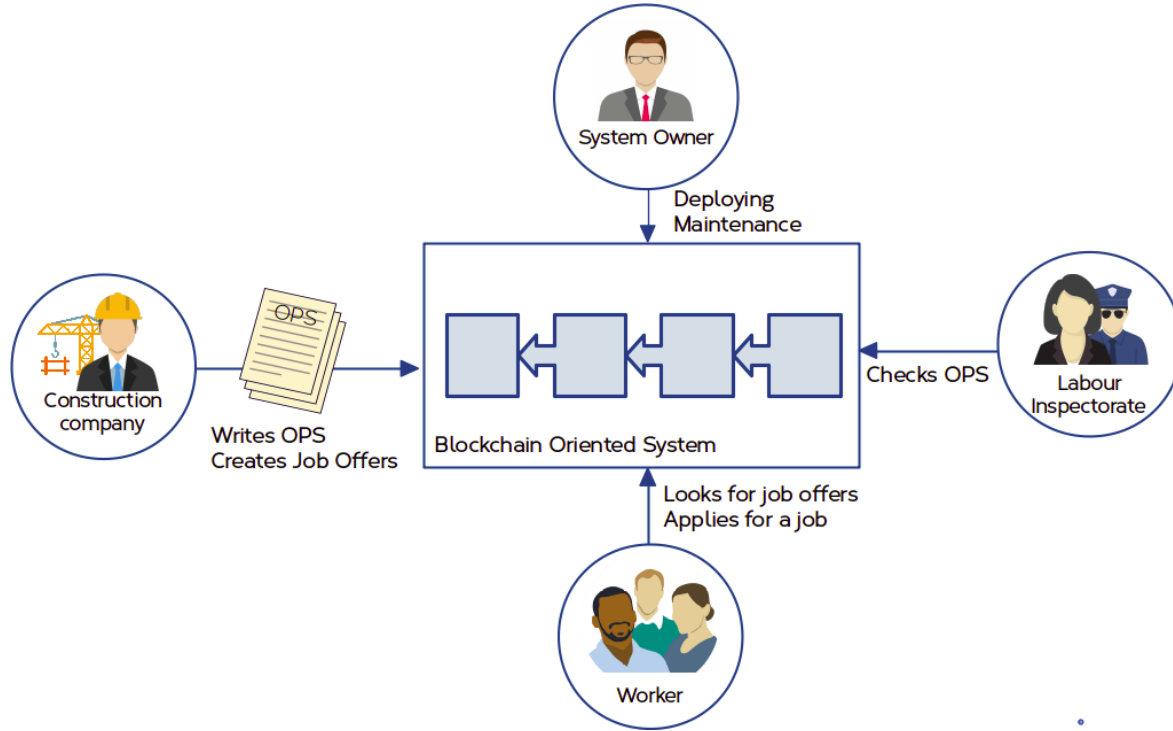 System Owner
Deploying
Maintenance
OPS
Construction
company
Writes OPS
Creates Job Offers
Blockchain Oriented System
Checks OPS
Labour
Inspectorate
Looks for job offers
Applies for a job
Worker